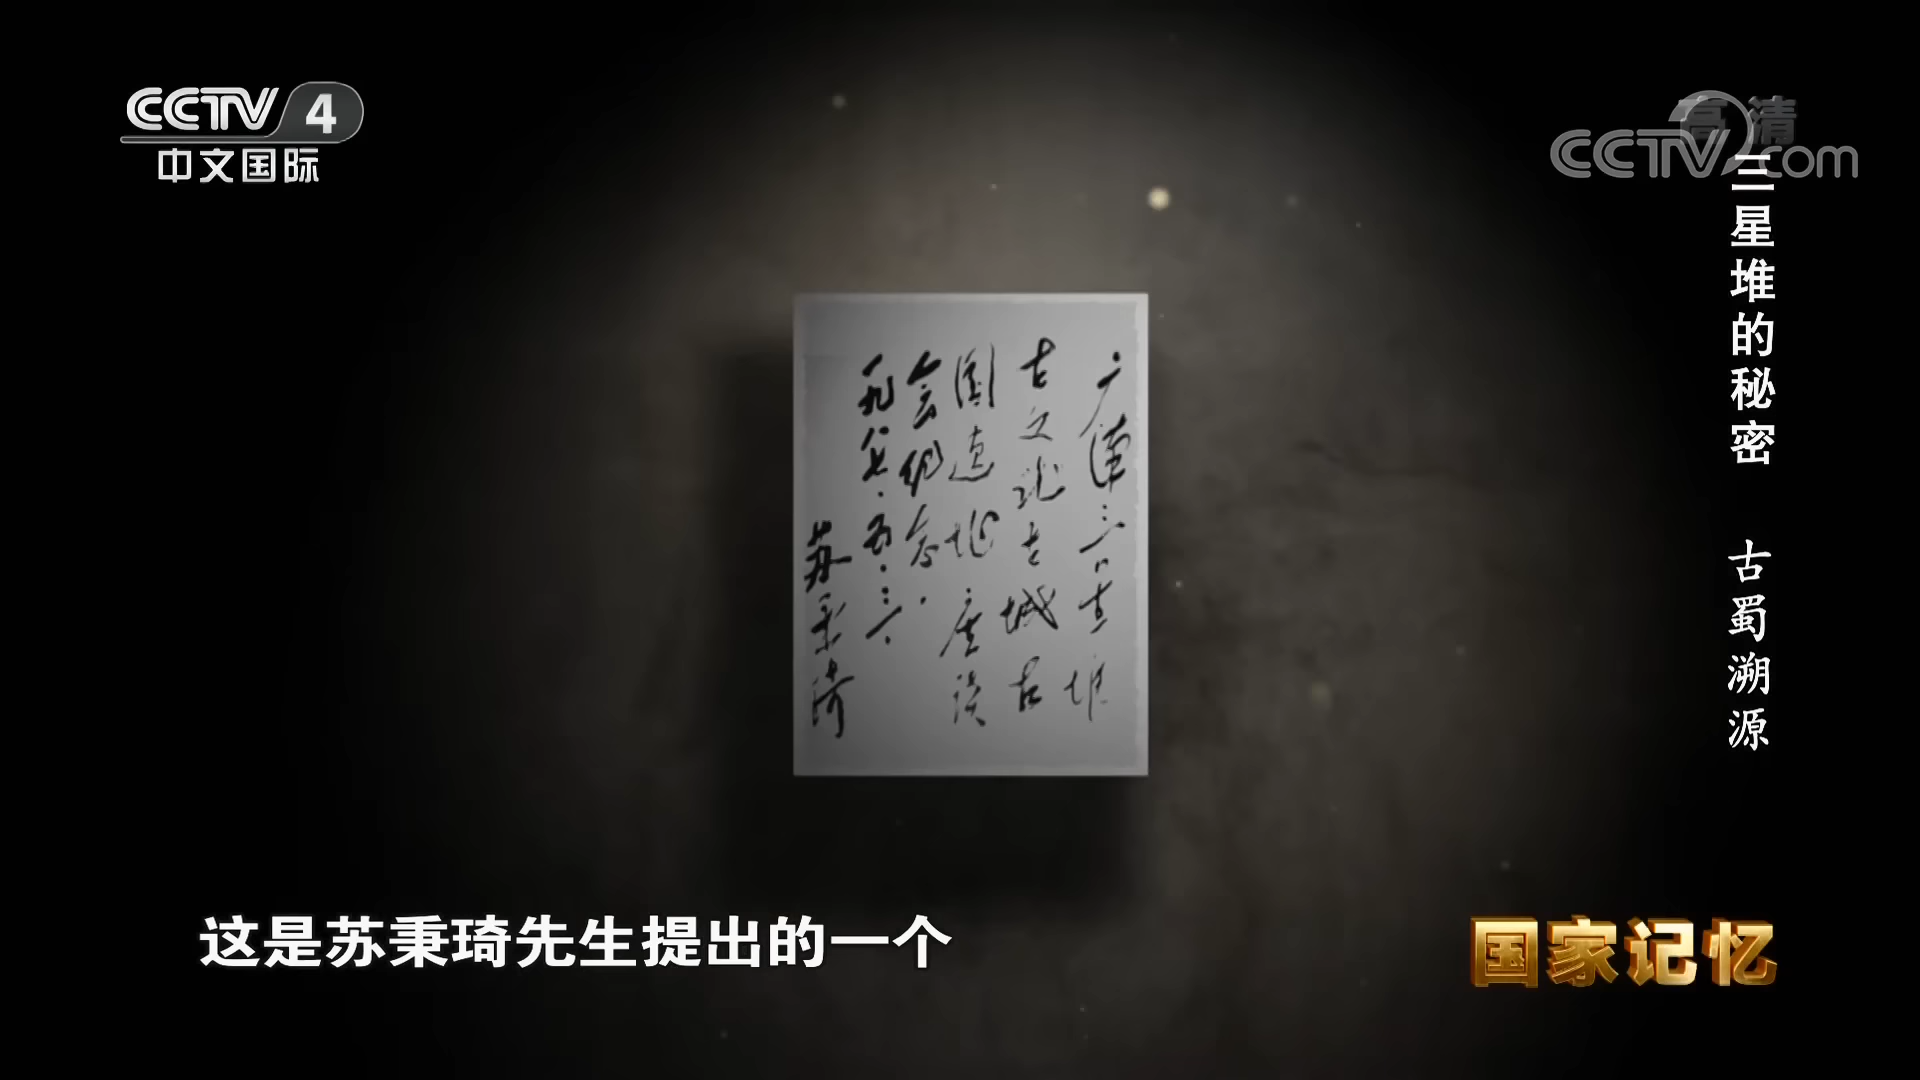 CCTV 4
中文国际
高清
CCTV.com
三星堆的秘密 古蜀溯源
广汉三星堆
古文化古城古
国遗址座谈
会纪念.
一九八七.五.三一.
苏秉琦
这是苏秉琦先生提出的一个
国家记忆